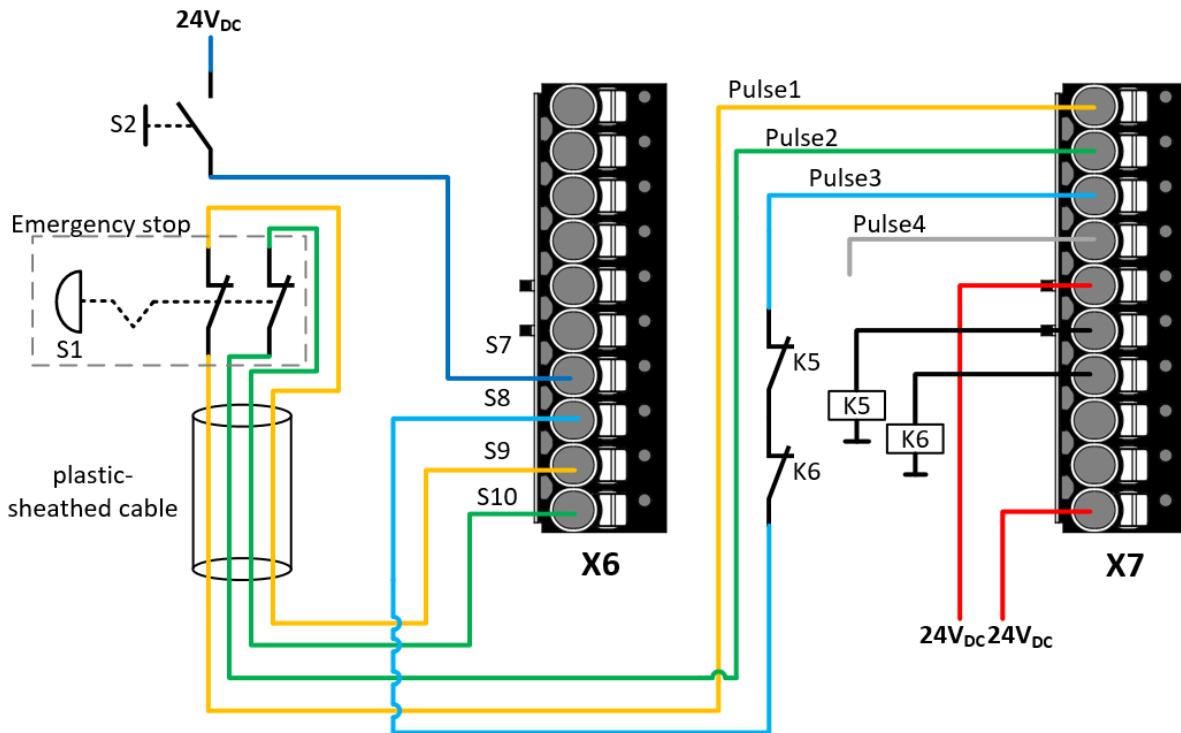 24VDC
S2
Emergency stop
S1
plastic-
sheathed cable
S7
S8
S9
S10
X6
Pulse1
Pulse2
Pulse3
Pulse4
K5
K6
K5
K6
X7
24VDC 24VDC